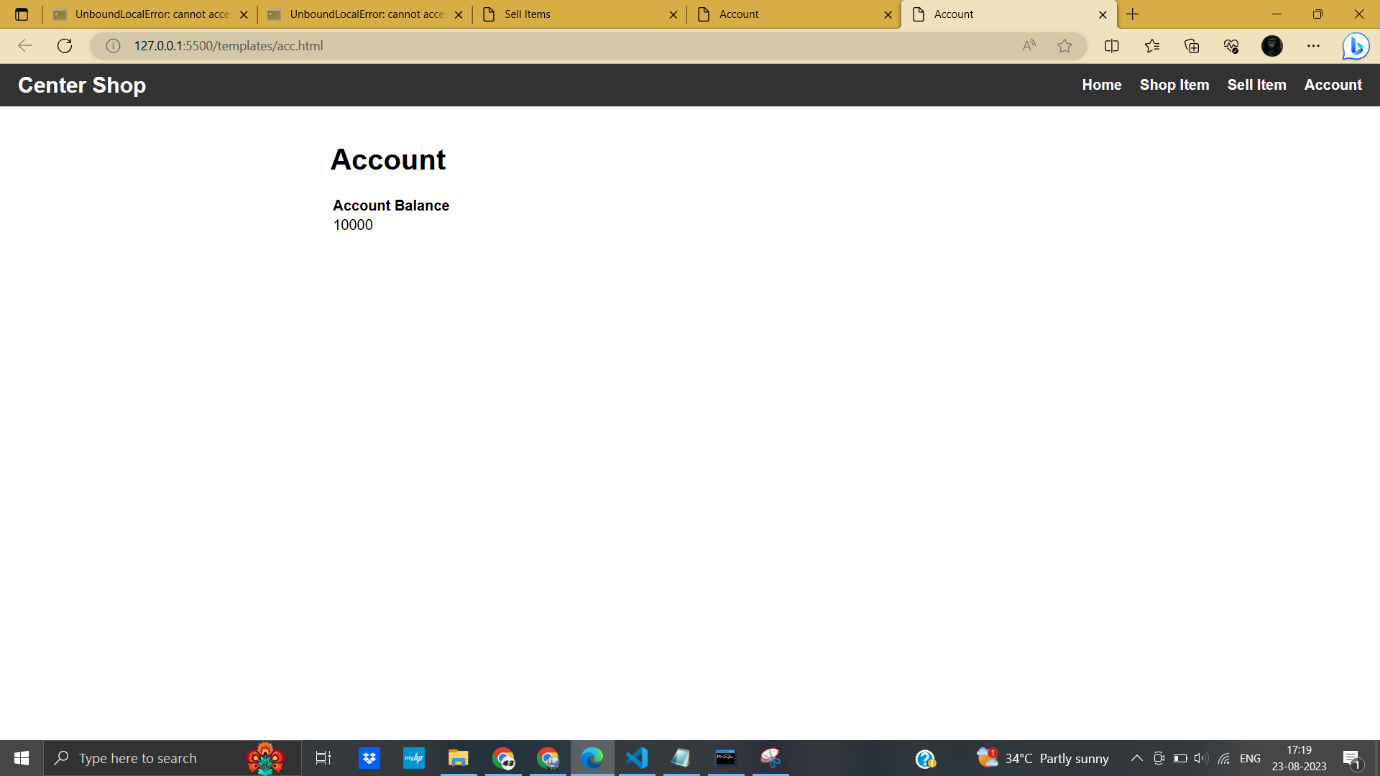 UnboundLocalError: cannot acce
UnboundLocalError: cannot acce
Sell Items
Account
Account
127.0.0.1:5500/templates/acc.html
Center Shop
Home
Shop Item
Sell Item
Account
Account
Account Balance
10000
Type here to search
34°C Partly sunny
ENG
17:19
23-08-2023